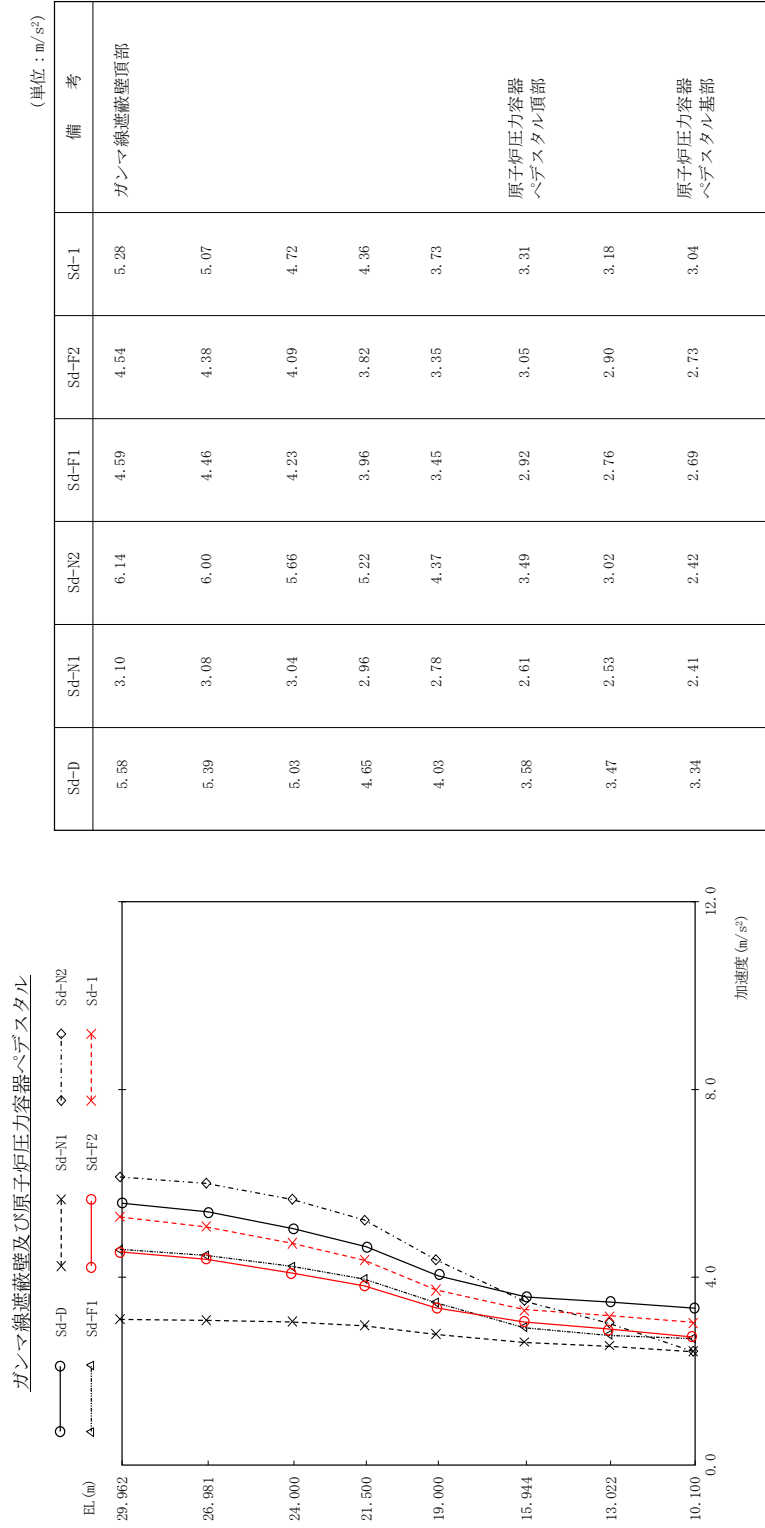 ガンマ線遮蔽壁及び原子炉圧力容器ペデスタル
Sd-D Sd-N1 Sd-N2
Sd-F1 Sd-F2 Sd-1
EL(m)
29.962
26.981
24.000
21.500
19.000
15.944
13.022
10.100
0.0 4.0 8.0 12.0
加速度(m/s²)
(単位：m/s²)
Sd-D Sd-N1 Sd-N2 Sd-F1 Sd-F2 Sd-1 備 考
5.58 3.10 6.14 4.59 4.54 5.28 ガンマ線遮蔽壁頂部
5.39 3.08 6.00 4.46 4.38 5.07
5.03 3.04 5.66 4.23 4.09 4.72
4.65 2.96 5.22 3.96 3.82 4.36
4.03 2.78 4.37 3.45 3.35 3.73
3.58 2.61 3.49 2.92 3.05 3.31 原子炉圧力容器
ペデスタル頂部
3.47 2.53 3.02 2.76 2.90 3.18
3.34 2.41 2.42 2.69 2.73 3.04 原子炉圧力容器
ペデスタル基部